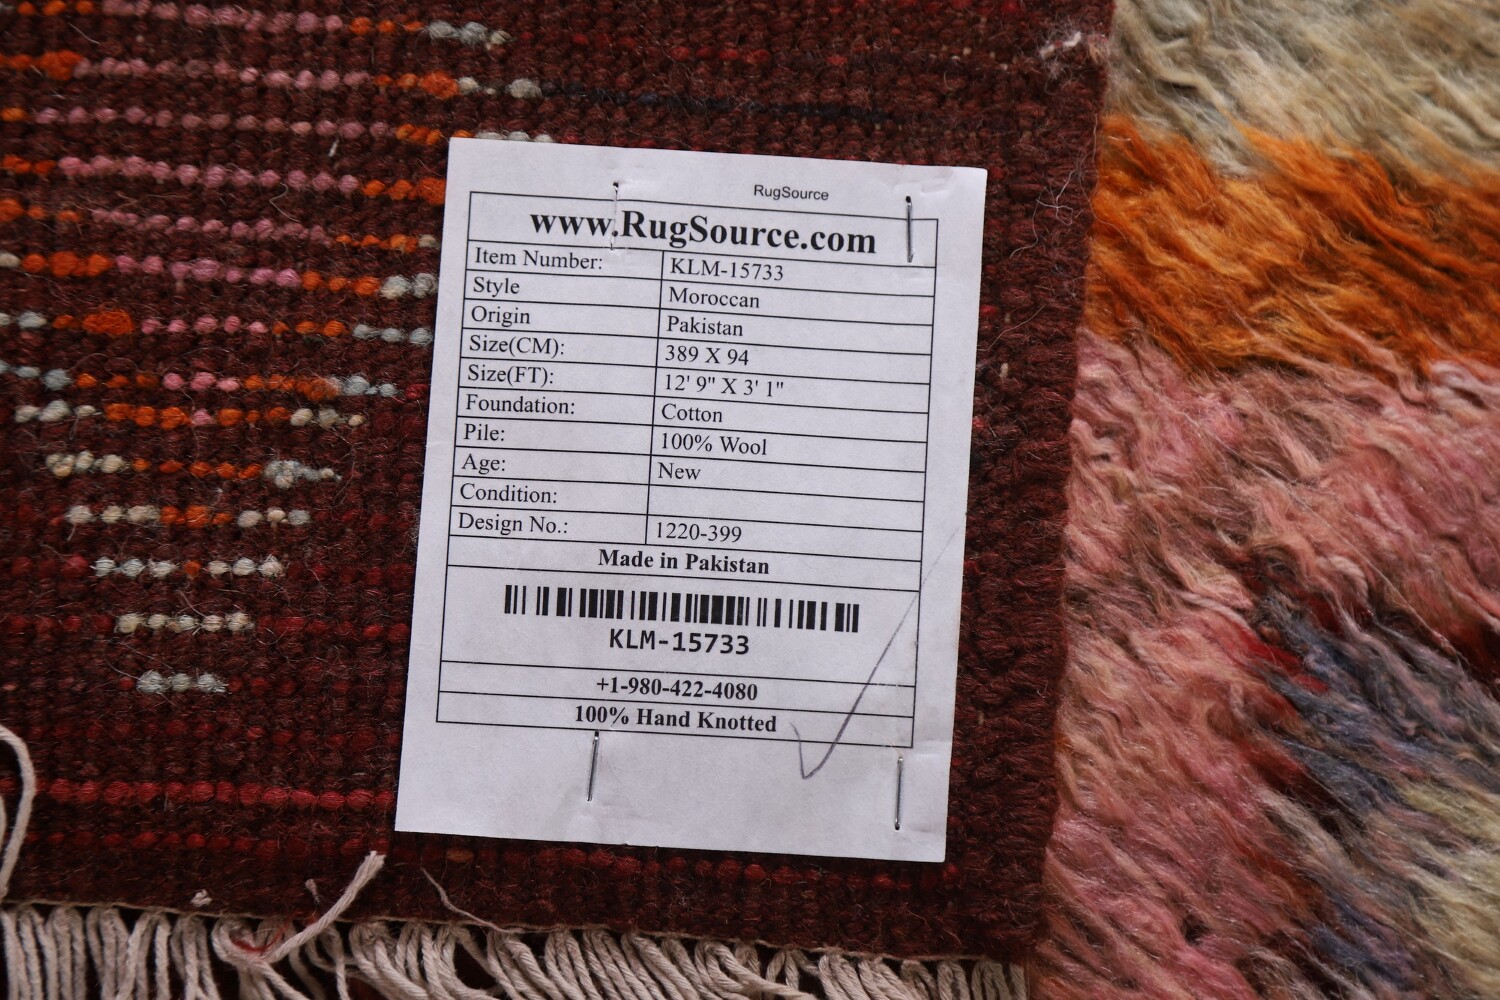 RugSource
www.RugSource.com
Item Number: KLM-15733
Style Moroccan
Origin Pakistan
Size(CM): 389 X 94
Size(FT): 12' 9" X 3' 1"
Foundation: Cotton
Pile: 100% Wool
Age: New
Condition:
Design No.: 1220-399
Made in Pakistan
KLM-15733
+1-980-422-4080
100% Hand Knotted